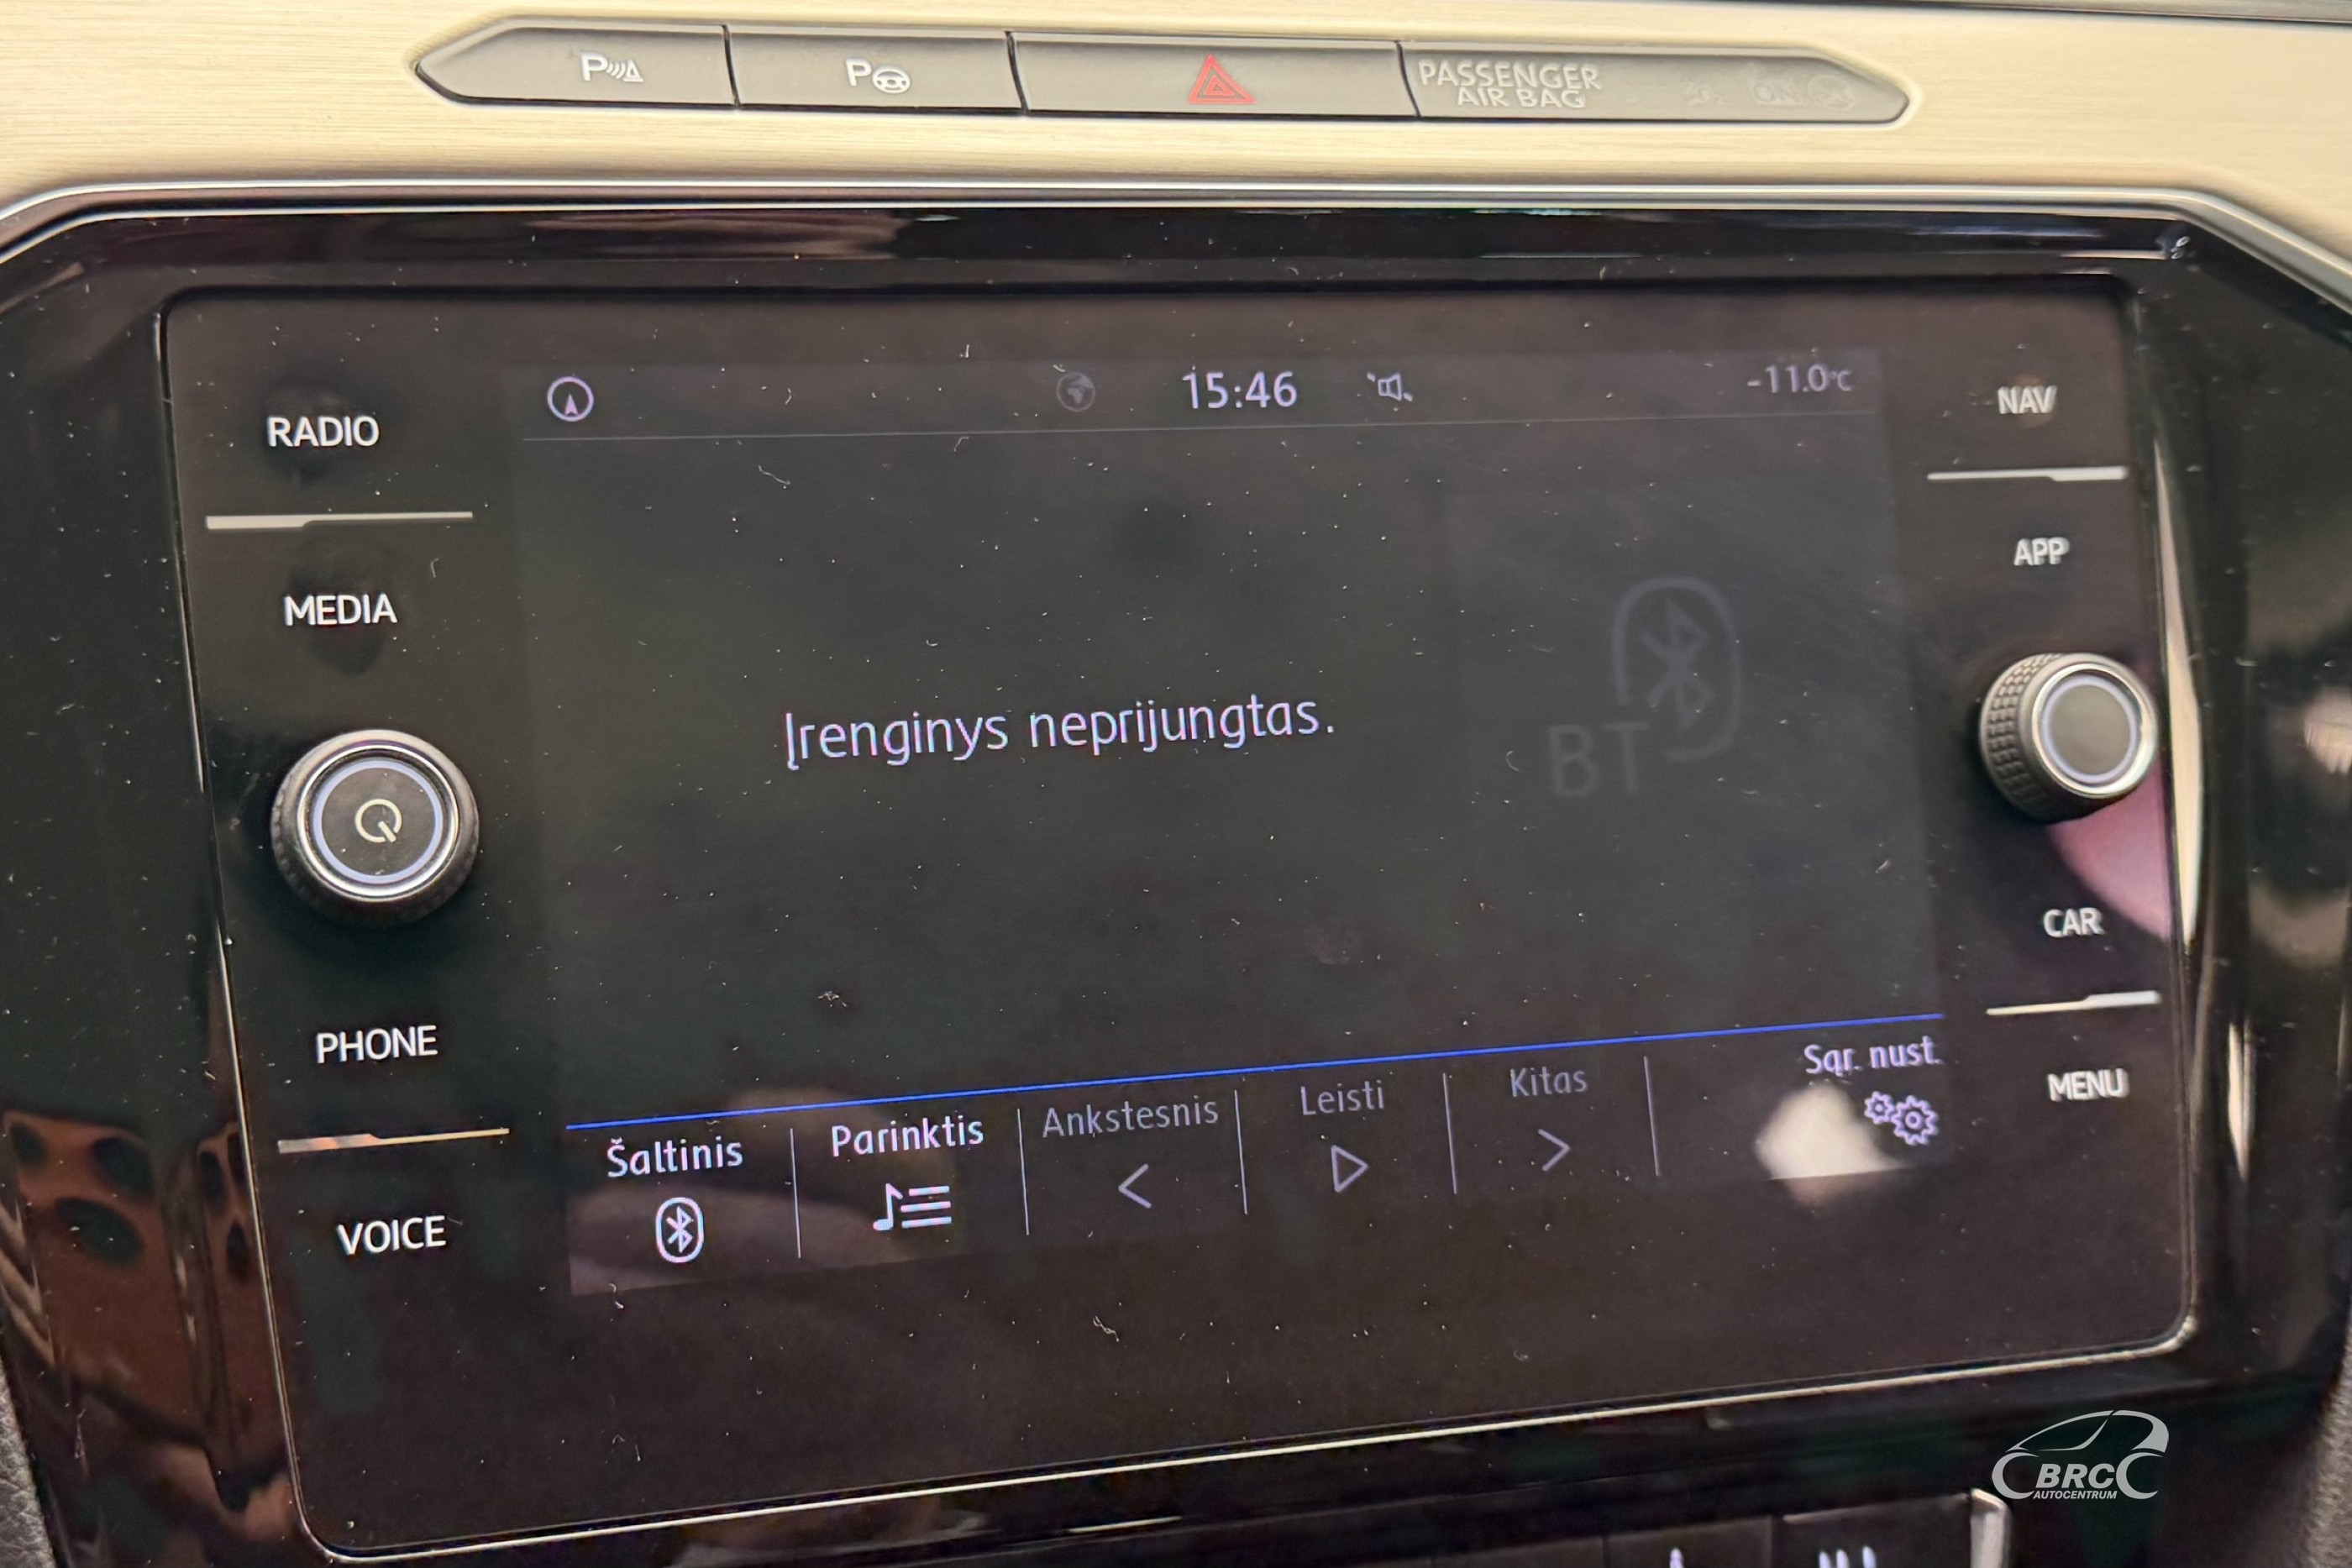 P
P
PASSENGER
AIR BAG
RADIO
MEDIA
PHONE
VOICE
15:46
-11.0°C
Įrenginys neprijungtas.
BT
Šaltinis
Parinktis
Ankstesnis
Leisti
Kitas
Sąr. nust.
NAV
APP
CAR
MENU
BRC
AUTOCENTRUM